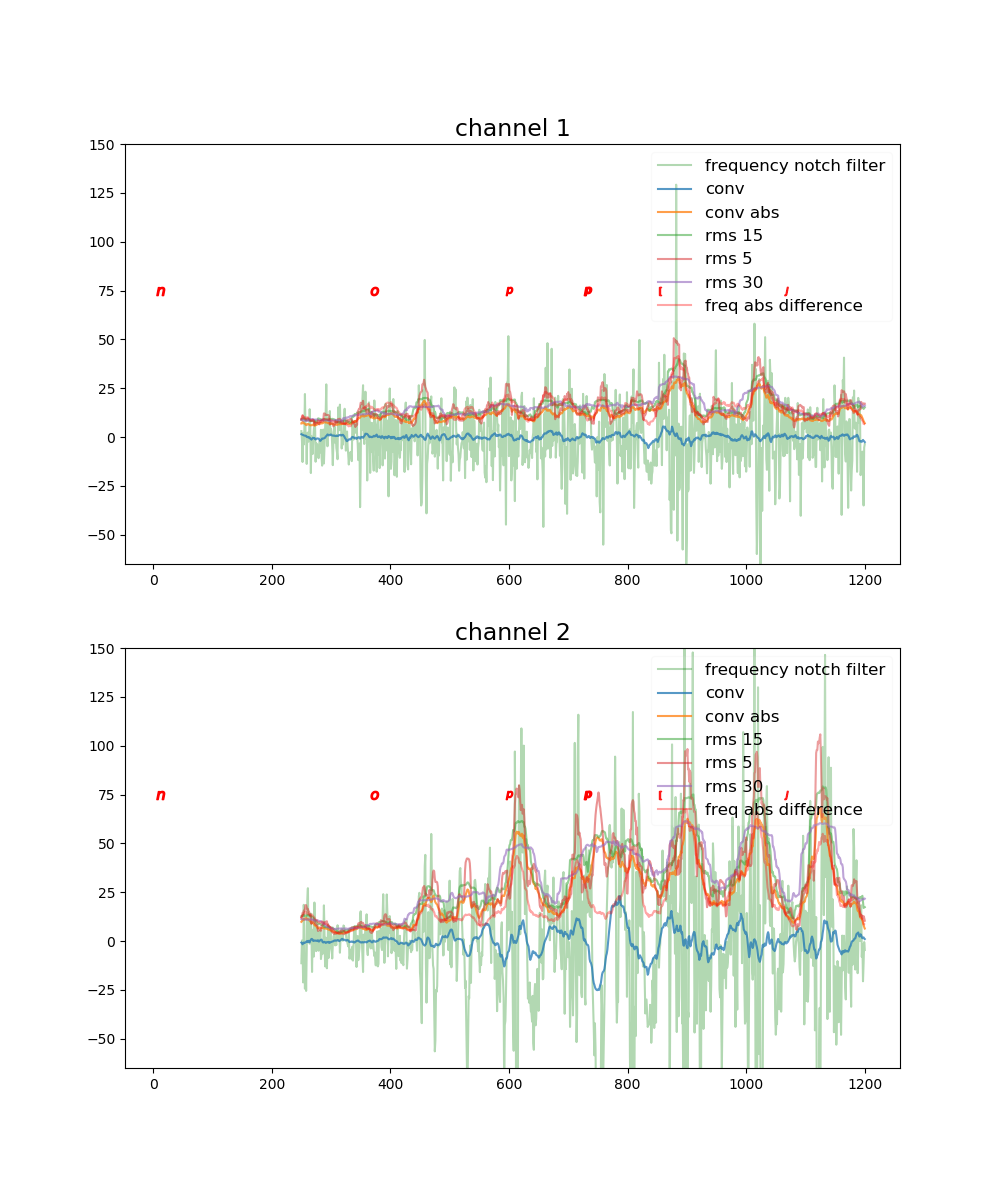 channel 1
150
125
100
75
50
25
0
−25
−50
frequency notch filter
conv
conv abs
rms 15
rms 5
rms 30
freq abs difference
n o p p
0 200 400 600 800 1000 1200
channel 2
150
125
100
75
50
25
0
−25
−50
frequency notch filter
conv
conv abs
rms 15
rms 5
rms 30
freq abs difference
n o p p
0 200 400 600 800 1000 1200